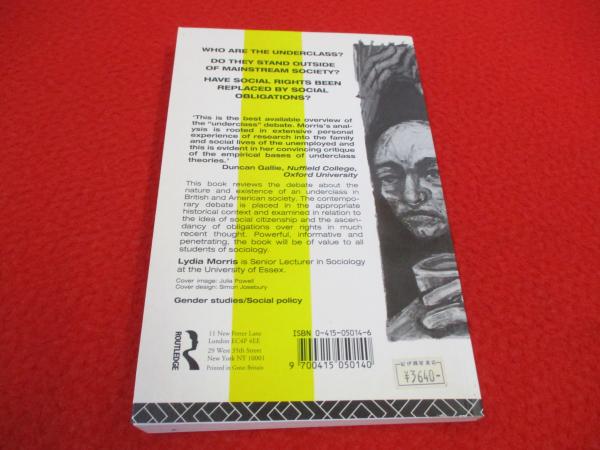 WHO ARE THE UNDERCLASS?
DO THEY STAND OUTSIDE
OF MAINSTREAM SOCIETY?
HAVE SOCIAL RIGHTS BEEN
REPLACED BY SOCIAL
OBLIGATIONS?
'This is the best available overview of
the "underclass" debate. Morris's anal-
ysis is rooted in extensive personal
experience of research into the family
and social lives of the unemployed and
this is evident in her convincing critique
of the empirical bases of underclass
theories.'
Duncan Gallie, Nuffield College,
Oxford University
This book reviews the debate about the
nature and existence of an underclass in
British and American society. The contempo-
rary debate is placed in the appropriate
historical context and examined in relation to
the idea of social citizenship and the ascen-
dancy of obligations over rights in much
recent thought. Powerful, informative and
penetrating, the book will be of value to all
students of sociology.
Lydia Morris is Senior Lecturer in Sociology
at the University of Essex.
Cover image: Julia Powell
Cover design: Simon Josebury
Gender studies/Social policy
ROUTLEDGE
11 New Fetter Lane
London EC4P 4EE
29 West 35th Street
New York NY 10001
Printed in Great Britain
ISBN 0-415-05014-6
9 700415 050140
紀伊國屋書店
¥3640-